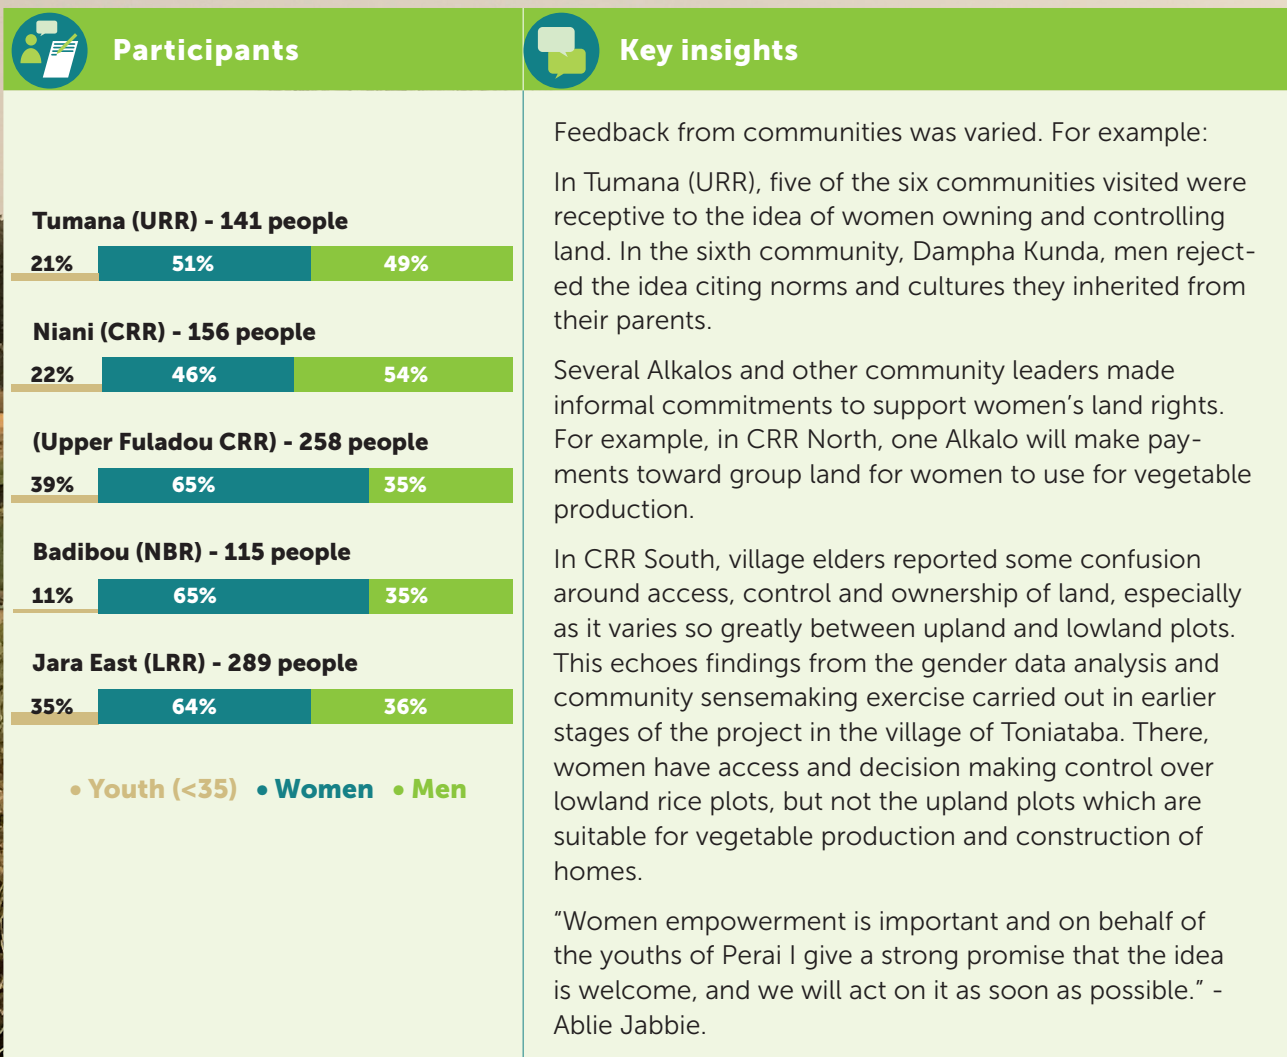 Participants
Tumana (URR) - 141 people
21% 51% 49%
Niani (CRR) - 156 people
22% 46% 54%
(Upper Fuladou CRR) - 258 people
39% 65% 35%
Badibou (NBR) - 115 people
11% 65% 35%
Jara East (LRR) - 289 people
35% 64% 36%
• Youth (<35) • Women • Men
Key insights
Feedback from communities was varied. For example:
In Tumana (URR), five of the six communities visited were
receptive to the idea of women owning and controlling
land. In the sixth community, Dampha Kunda, men reject-
ed the idea citing norms and cultures they inherited from
their parents.
Several Alkalos and other community leaders made
informal commitments to support women's land rights.
For example, in CRR North, one Alkalo will make pay-
ments toward group land for women to use for vegetable
production.
In CRR South, village elders reported some confusion
around access, control and ownership of land, especially
as it varies so greatly between upland and lowland plots.
This echoes findings from the gender data analysis and
community sensemaking exercise carried out in earlier
stages of the project in the village of Toniataba. There,
women have access and decision making control over
lowland rice plots, but not the upland plots which are
suitable for vegetable production and construction of
homes.
“Women empowerment is important and on behalf of
the youths of Perai I give a strong promise that the idea
is welcome, and we will act on it as soon as possible.” -
Ablie Jabbie.